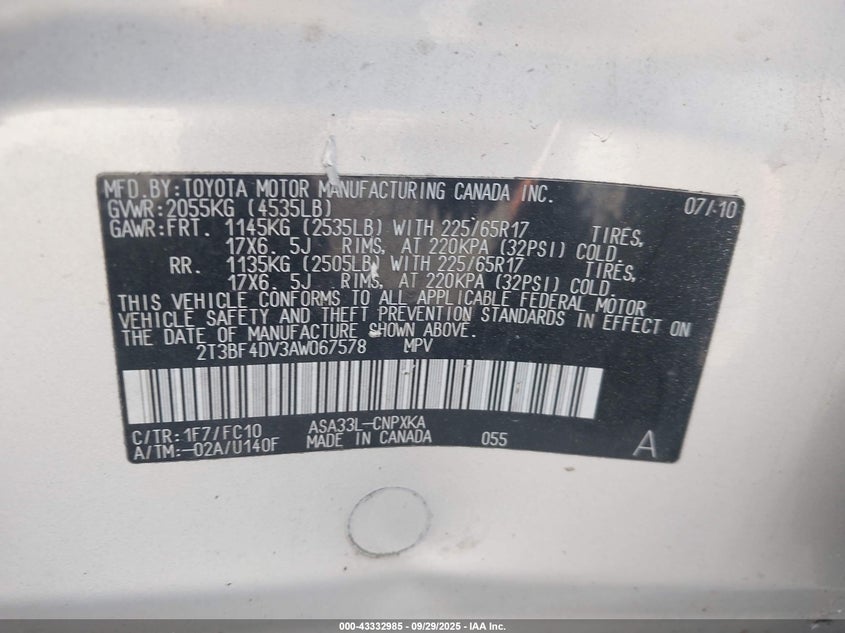 MFD.BY:TOYOTA MOTOR MANUFACTURING CANADA INC. 07/10
GVWR:2055KG (4535LB)
GAWR:FRT. 1145KG (2535LB) WITH 225/65R17 TIRES,
17X6.5J RIMS, AT 220KPA (32PSI) COLD.
RR. 1135KG (2505LB) WITH 225/65R17 TIRES,
17X6.5J RIMS, AT 220KPA (32PSI) COLD.
THIS VEHICLE CONFORMS TO ALL APPLICABLE FEDERAL MOTOR
VEHICLE SAFETY AND THEFT PREVENTION STANDARDS IN EFFECT ON
THE DATE OF MANUFACTURE SHOWN ABOVE.
2T3BF4DV3AW067578 MPV
C/TR:1F7/FC10 ASA33L-CNPXKA
A/TM:-02A/U140F MADE IN CANADA 055 A
000-43332985 - 09/29/2025 - IAA Inc.